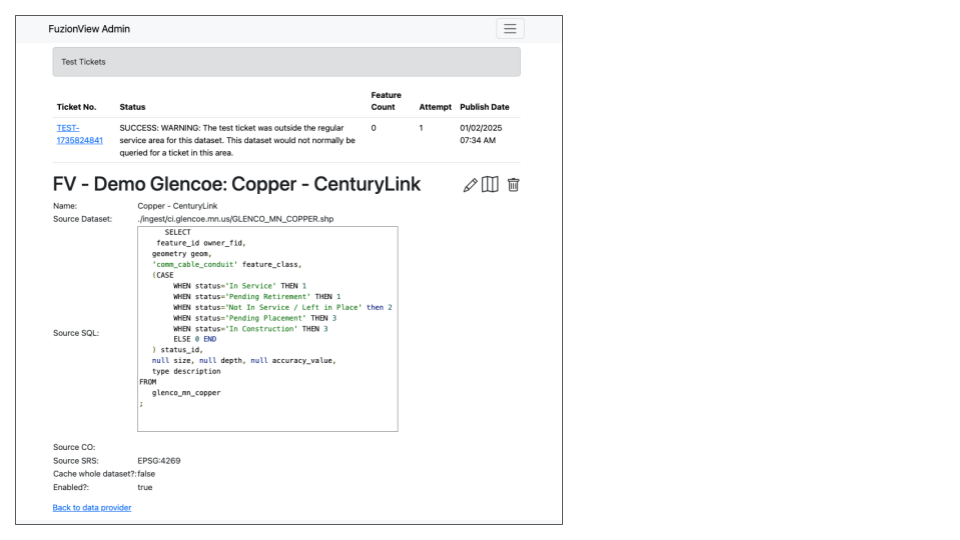 FuzionView Admin
Test Tickets
Ticket No. Status Feature Count Attempt Publish Date
TEST-1735824841 SUCCESS: WARNING: The test ticket was outside the regular service area for this dataset. This dataset would not normally be queried for a ticket in this area. 0 1 01/02/2025 07:34 AM
FV - Demo Glencoe: Copper - CenturyLink
Name: Copper - CenturyLink
Source Dataset: ./ingest/ci.glencoe.mn.us/GLENCO_MN_COPPER.shp
Source SQL:
SELECT
feature_id owner_fid,
geometry geom,
'comm_cable_conduit' feature_class,
(CASE
WHEN status='In Service' THEN 1
WHEN status='Pending Retirement' THEN 1
WHEN status='Not In Service / Left in Place' then 2
WHEN status='Pending Placement' THEN 3
WHEN status='In Construction' THEN 3
ELSE 0 END
) status_id,
null size, null depth, null accuracy_value,
type description
FROM
glenco_mn_copper
;
Source CO:
Source SRS: EPSG:4269
Cache whole dataset?: false
Enabled?: true
Back to data provider